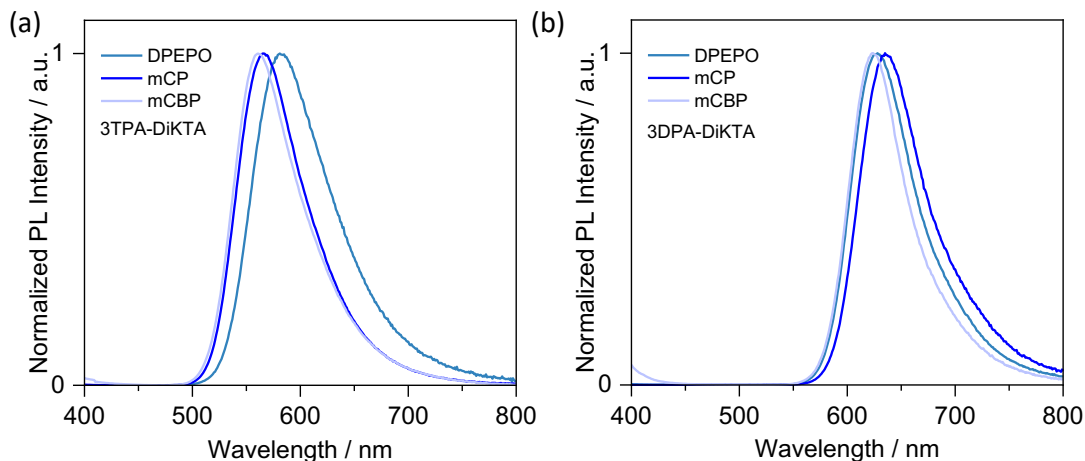 (a)
Normalized PL Intensity / a.u.
1
0
DPEPO
mCP
mCBP
3TPA-DiKTA
400 500 600 700 800
Wavelength / nm
(b)
Normalized PL Intensity / a.u.
1
0
DPEPO
mCP
mCBP
3DPA-DiKTA
400 500 600 700 800
Wavelength / nm